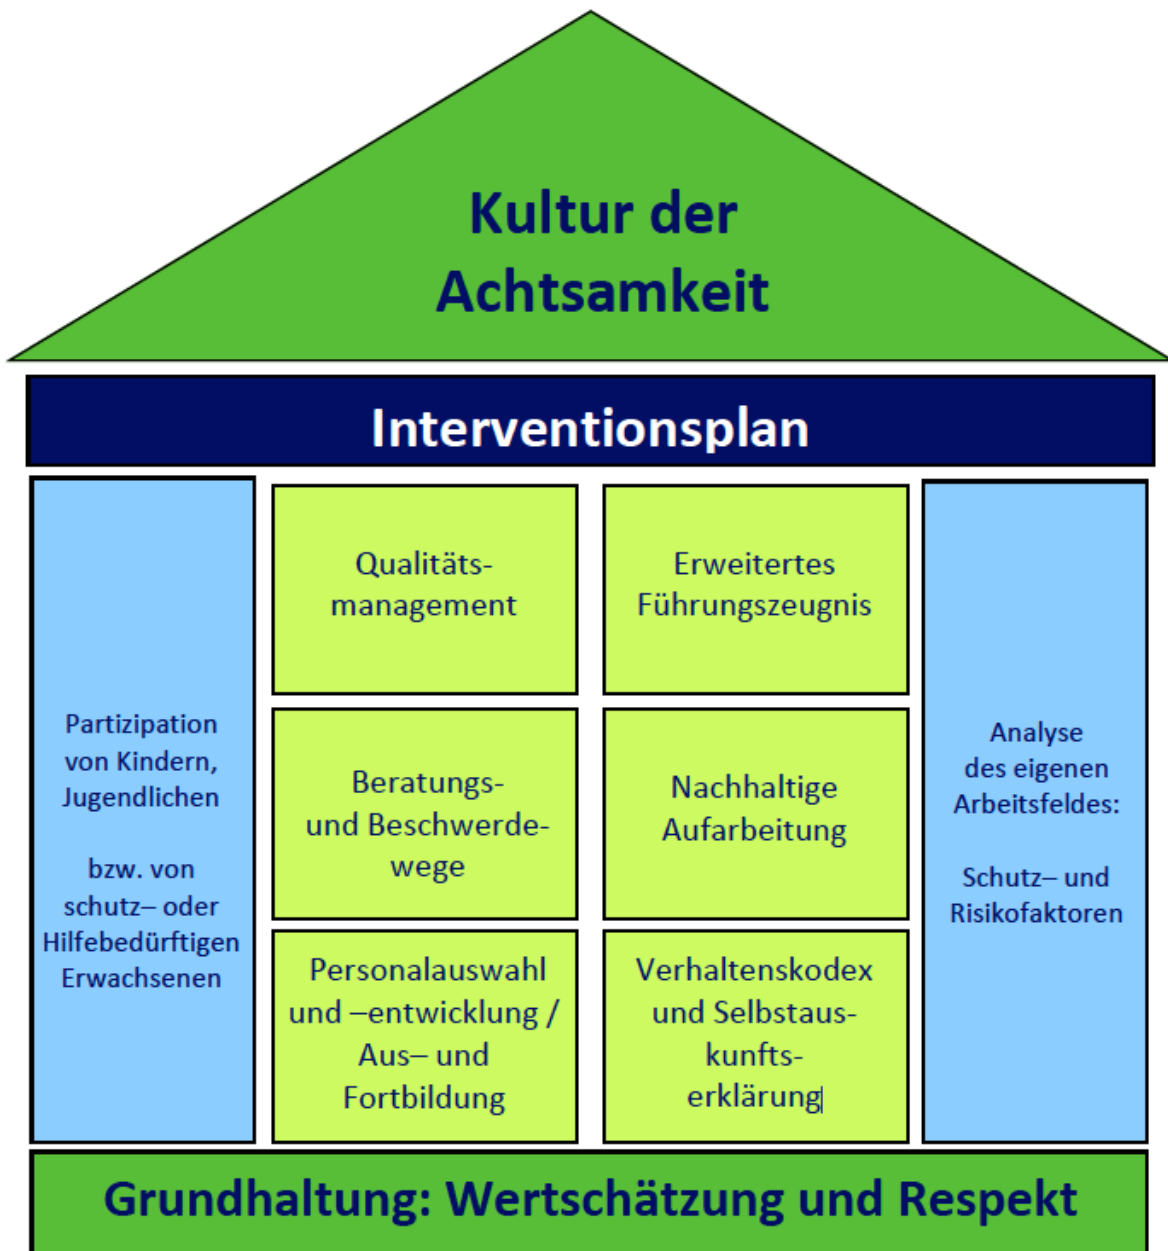 Kultur der
Achtsamkeit
Interventionsplan
Partizipation
von Kindern,
Jugendlichen
bzw. von
schutz– oder
Hilfebedürftigen
Erwachsenen
Qualitäts-
management
Erweitertes
Führungszeugnis
Beratungs-
und Beschwerde-
wege
Nachhaltige
Aufarbeitung
Personalauswahl
und –entwicklung /
Aus– und
Fortbildung
Verhaltenskodex
und Selbstaus-
kunfts-
erklärung
Analyse
des eigenen
Arbeitsfeldes:
Schutz– und
Risikofaktoren
Grundhaltung: Wertschätzung und Respekt